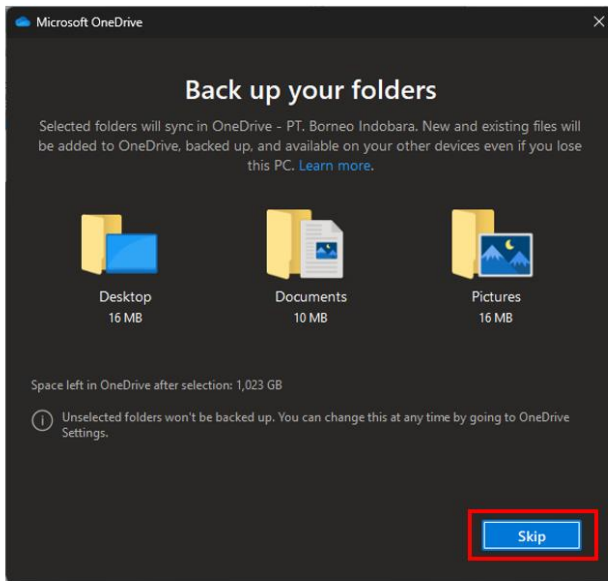 Microsoft OneDrive
Back up your folders
Selected folders will sync in OneDrive - PT. Borneo Indobara. New and existing files will
be added to OneDrive, backed up, and available on your other devices even if you lose
this PC. Learn more.
Desktop
16 MB
Documents
10 MB
Pictures
16 MB
Space left in OneDrive after selection: 1,023 GB
Unselected folders won't be backed up. You can change this at any time by going to OneDrive
Settings.
Skip